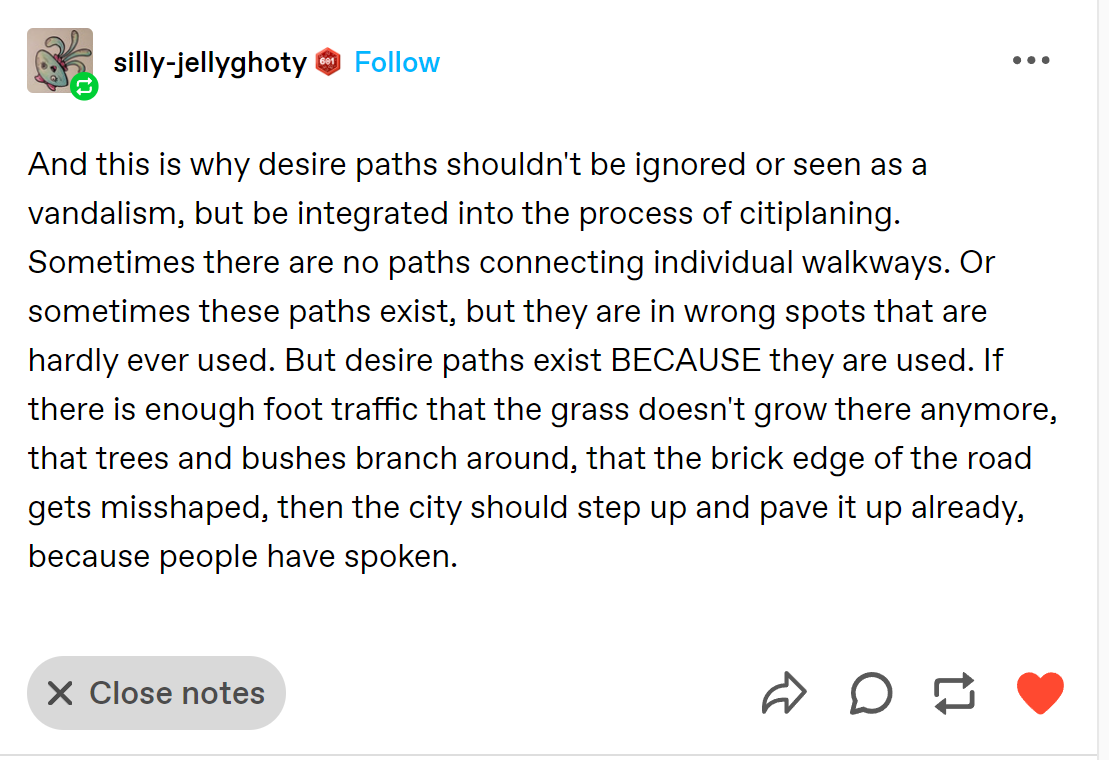 silly-jellyghoty 601 Follow
And this is why desire paths shouldn't be ignored or seen as a
vandalism, but be integrated into the process of citiplaning.
Sometimes there are no paths connecting individual walkways. Or
sometimes these paths exist, but they are in wrong spots that are
hardly ever used. But desire paths exist BECAUSE they are used. If
there is enough foot traffic that the grass doesn't grow there anymore,
that trees and bushes branch around, that the brick edge of the road
gets misshaped, then the city should step up and pave it up already,
because people have spoken.
Close notes